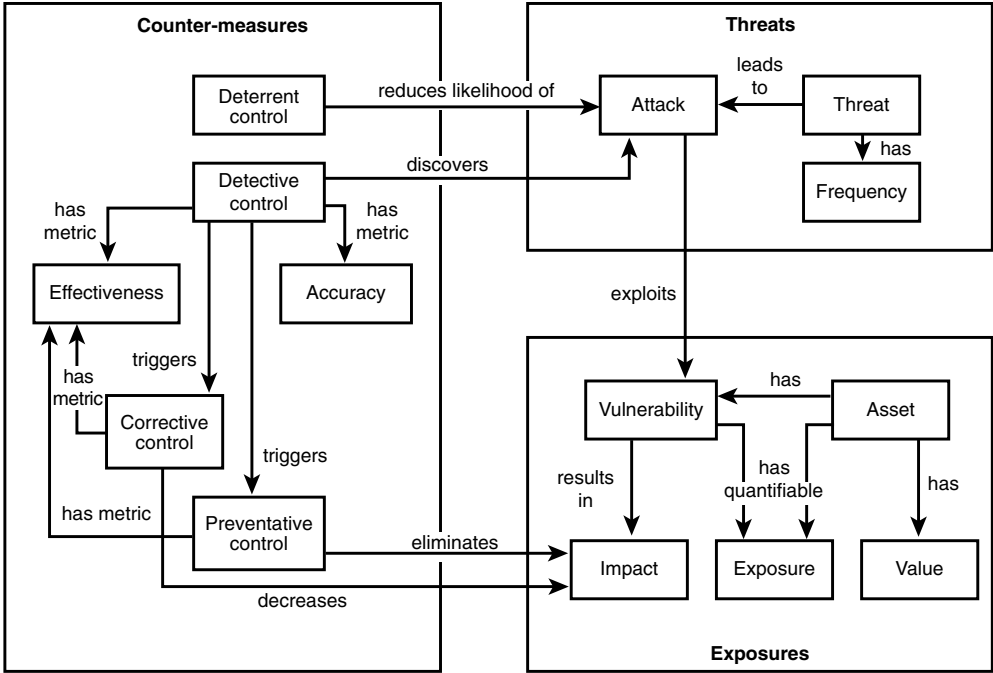 Counter-measures
Deterrent
control
Detective
control
has
metric
has
metric
Effectiveness
Accuracy
triggers
has
metric
Corrective
control
triggers
has metric
Preventative
control
reduces likelihood of
discovers
eliminates
decreases
Threats
Attack
leads
to
Threat
has
Frequency
exploits
Vulnerability
has
Asset
results
in
has
quantifiable
has
Impact
Exposure
Value
Exposures